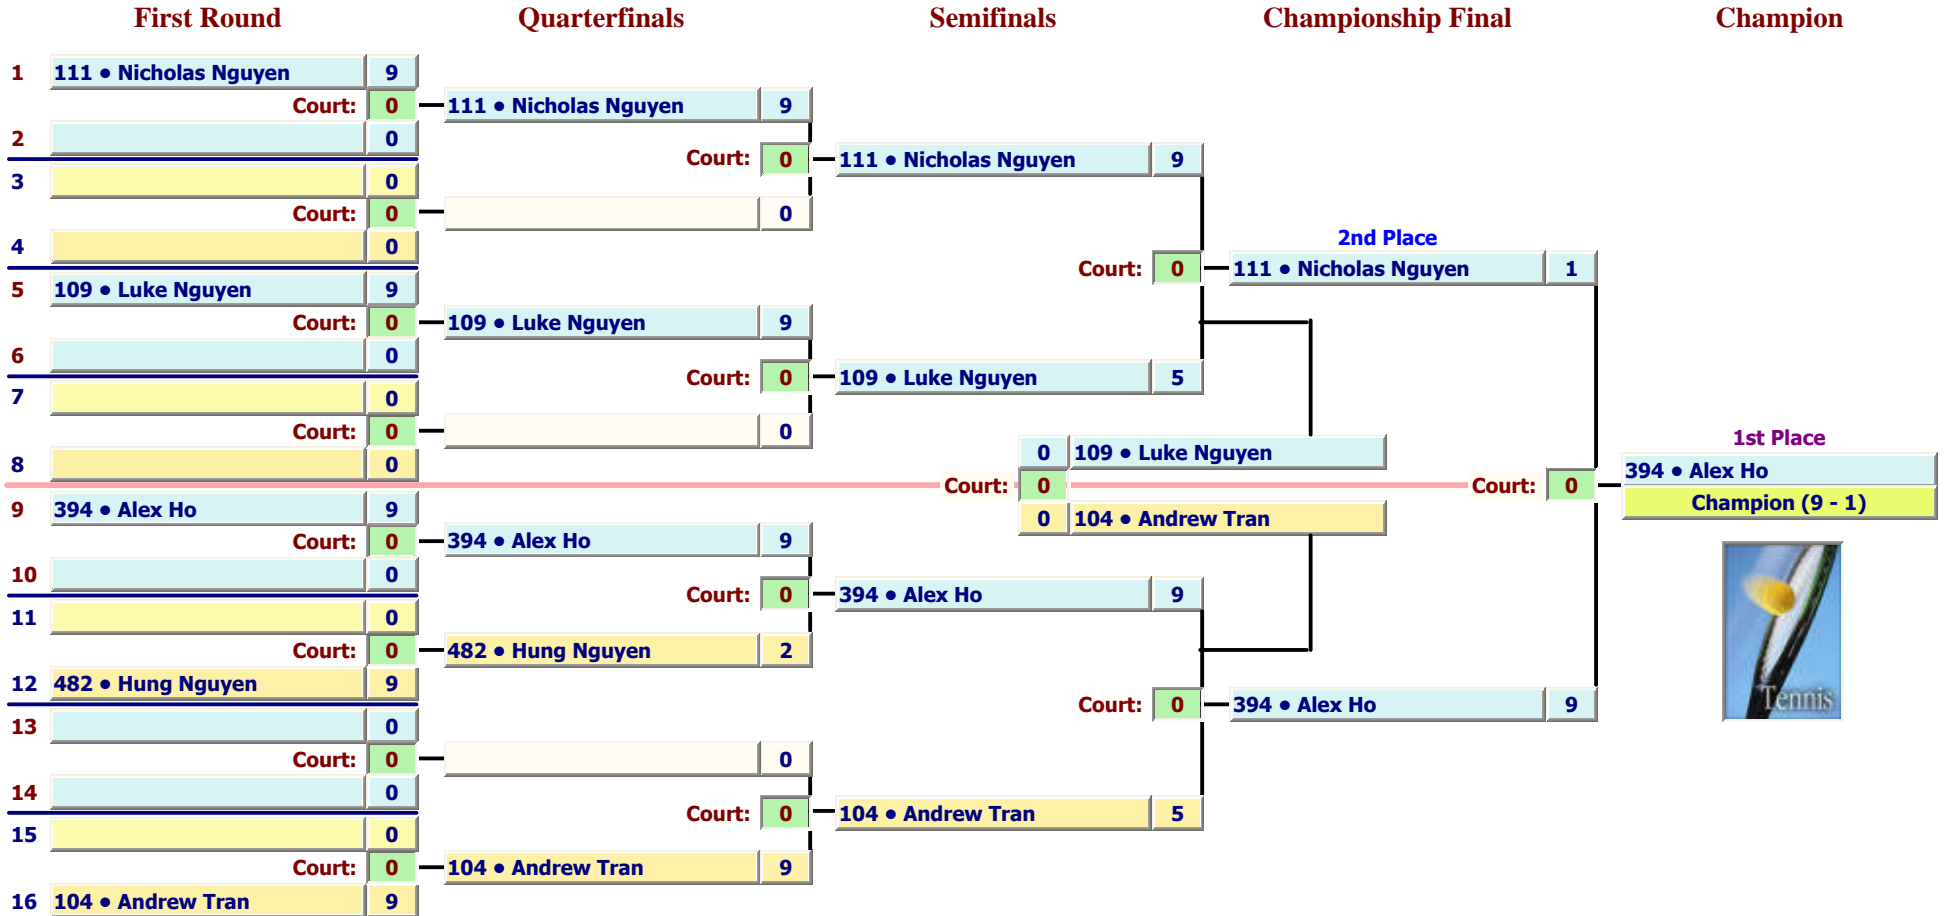 First Round Quarterfinals Semifinals Championship Final Champion
1 111 • Nicholas Nguyen 9
Court: 0 111 • Nicholas Nguyen 9
2 0
Court: 0 111 • Nicholas Nguyen 9
3 0
Court: 0 0
4 0
2nd Place
Court: 0 111 • Nicholas Nguyen 1
5 109 • Luke Nguyen 9
Court: 0 109 • Luke Nguyen 9
6 0
Court: 0 109 • Luke Nguyen 5
7 0
Court: 0 0
1st Place
0 109 • Luke Nguyen
8 0
394 • Alex Ho
Court: 0 Court: 0
Champion (9 - 1)
9 394 • Alex Ho 9
0 104 • Andrew Tran
Court: 0 394 • Alex Ho 9
10 0
Court: 0 394 • Alex Ho 9
11 0
Court: 0 482 • Hung Nguyen 2
12 482 • Hung Nguyen 9
Court: 0 394 • Alex Ho 9
Tennis
13 0
Court: 0 0
14 0
Court: 0 104 • Andrew Tran 5
15 0
Court: 0 104 • Andrew Tran 9
16 104 • Andrew Tran 9